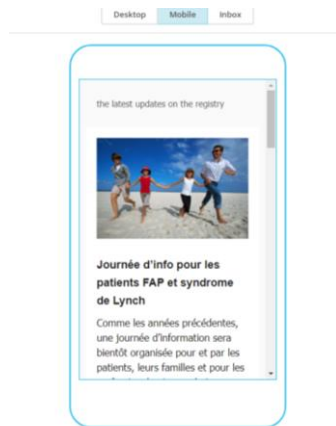 Desktop Mobile Inbox
the latest updates on the registry
Journée d'info pour les
patients FAP et syndrome
de Lynch
Comme les années précédentes,
une journée d'information sera
bientôt organisée pour et par les
patients, leurs familles et pour les